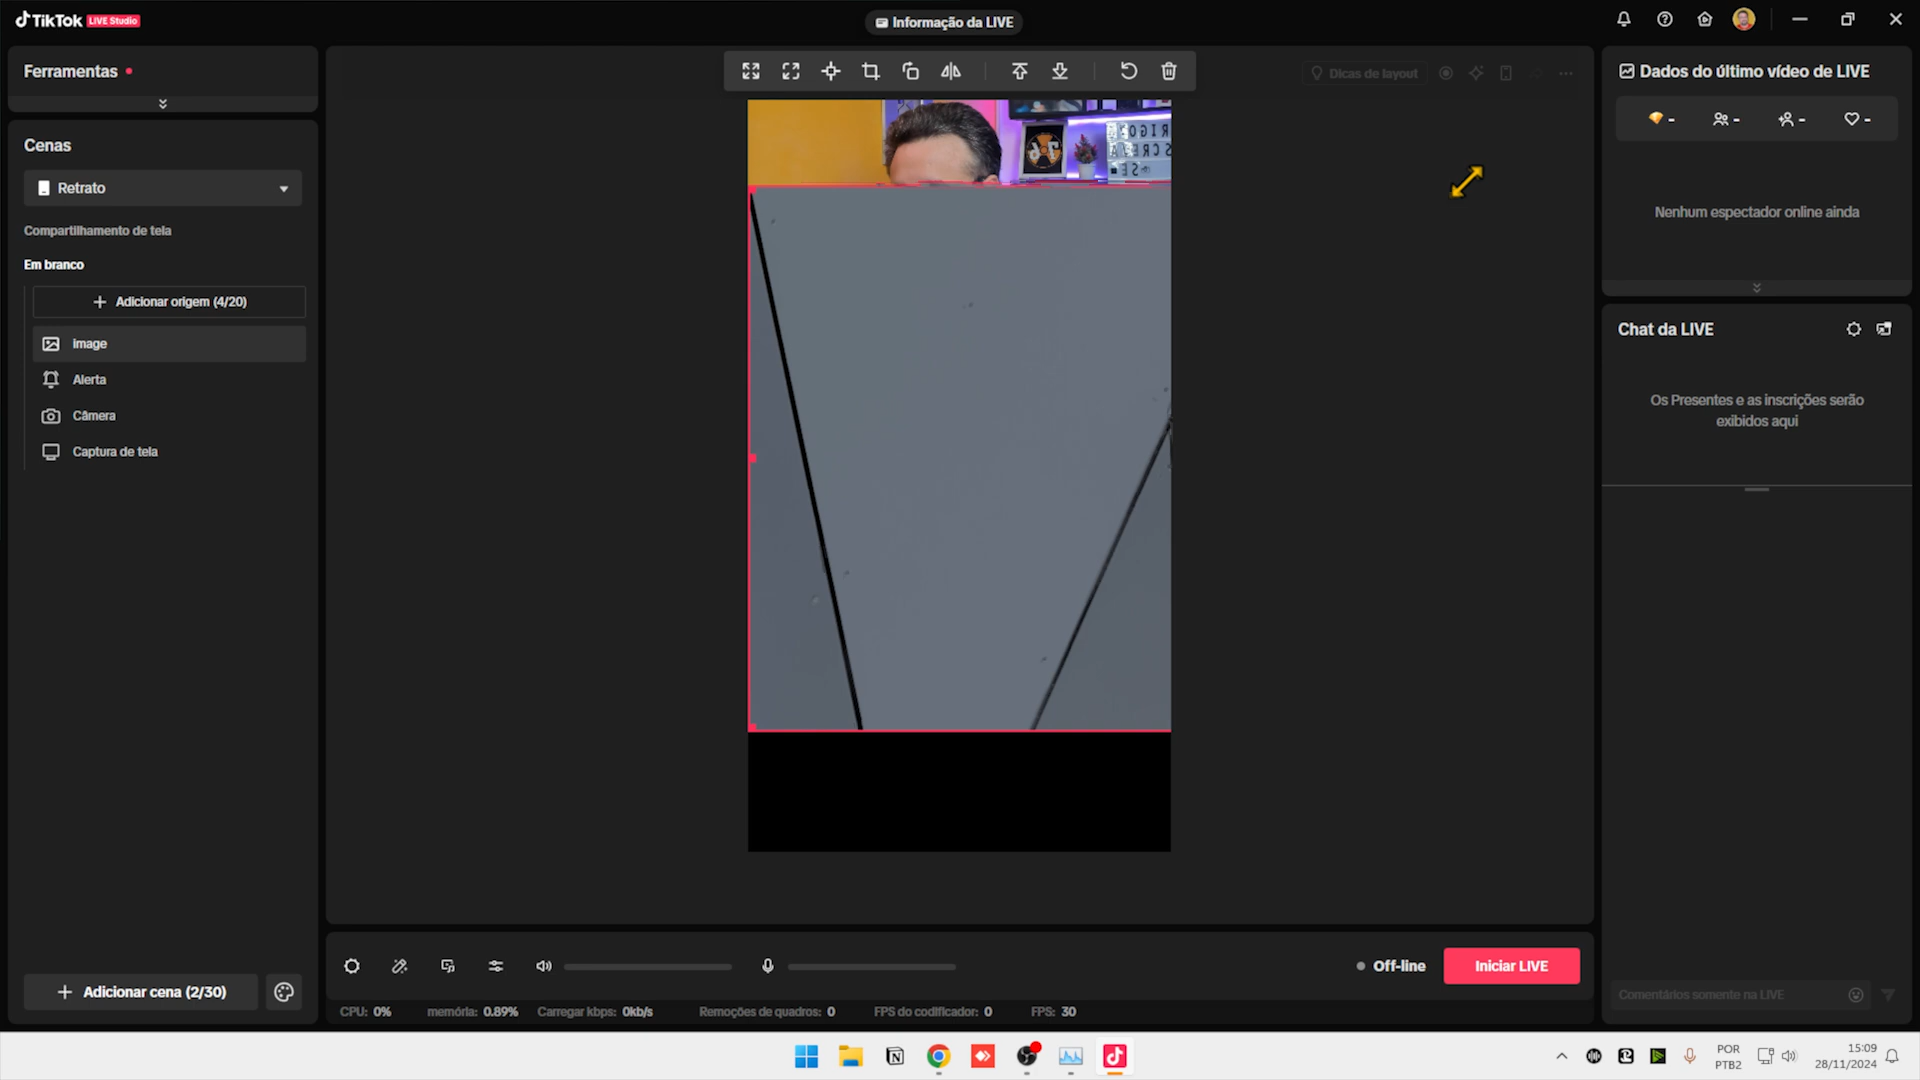 TikTok LIVE Studio
Informação da LIVE
Ferramentas
Cenas
Retrato
Compartilhamento de tela
Em branco
+ Adicionar origem (4/20)
image
Alerta
Câmera
Captura de tela
+ Adicionar cena (2/30)
Dicas de layout
Dados do último vídeo de LIVE
- - - -
Nenhum espectador online ainda
Chat da LIVE
Os Presentes e as inscrições serão
exibidos aqui
Comentários somente na LIVE
Off-line
Iniciar LIVE
CPU: 0% memória: 0.89% Carregar kbps: 0kb/s Remoções de quadros: 0 FPS do codificador: 0 FPS: 30
POR
PTB2
15:09
28/11/2024